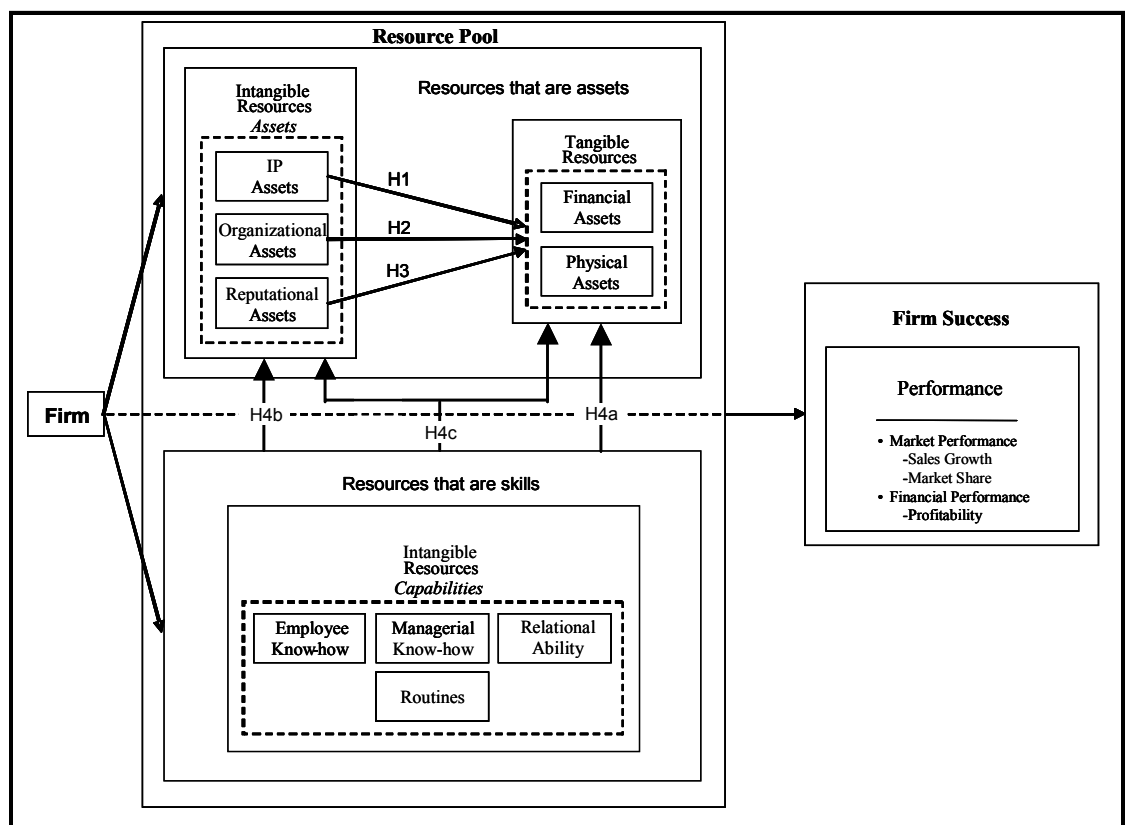 Resource Pool
Resources that are assets
Intangible
Resources
Assets
IP
Assets
Organizational
Assets
Reputational
Assets
H1
H2
H3
Tangible
Resources
Financial
Assets
Physical
Assets
Firm
H4b
H4c
H4a
Firm Success
Performance
• Market Performance
-Sales Growth
-Market Share
• Financial Performance
-Profitability
Resources that are skills
Intangible
Resources
Capabilities
Employee
Know-how
Managerial
Know-how
Relational
Ability
Routines